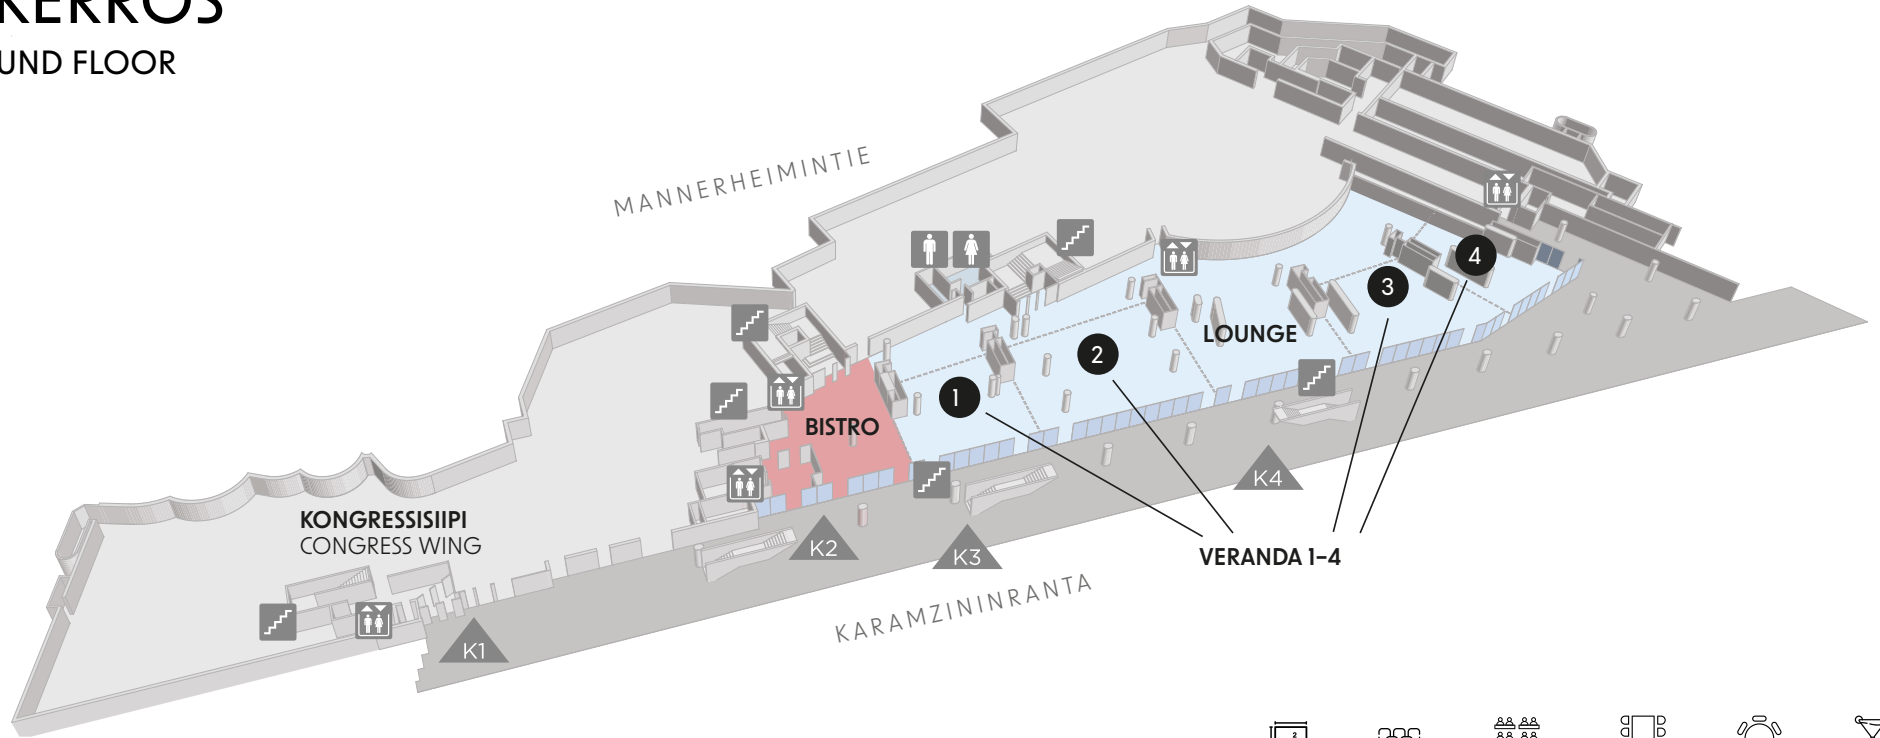 KERROS
UND FLOOR
MANNERHEIMINTIE
4
3
LOUNGE
2
1
BISTRO
K4
KONGRESSISIIPI
CONGRESS WING
K2
K3
VERANDA 1–4
KARAMZININRANTA
K1
2